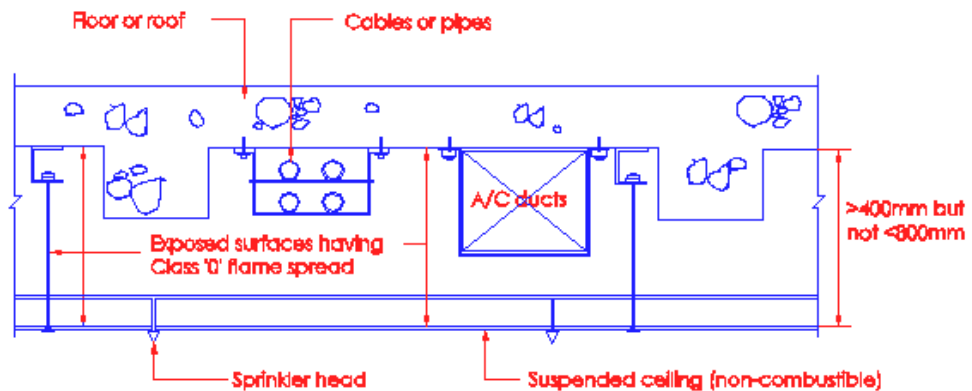 Floor or roof
Cables or pipes
A/C ducts
>400mm but
not <800mm
Exposed surfaces having
Class '0' flame spread
Sprinkler head
Suspended ceiling (non-combustible)